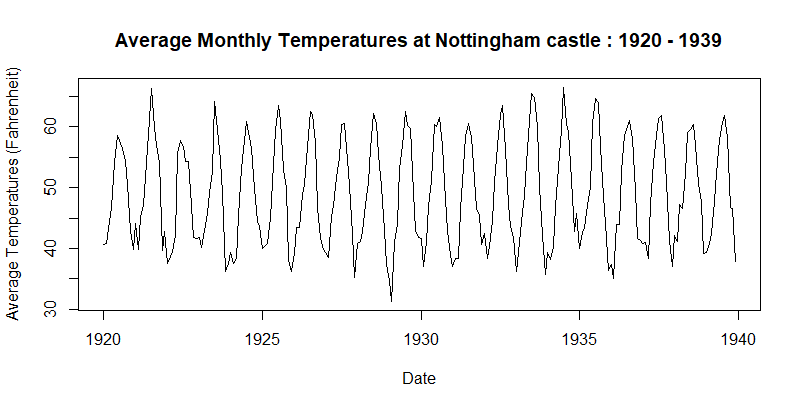 Average Monthly Temperatures at Nottingham castle : 1920 - 1939
Average Temperatures (Fahrenheit)
60
50
40
30
1920 1925 1930 1935 1940
Date